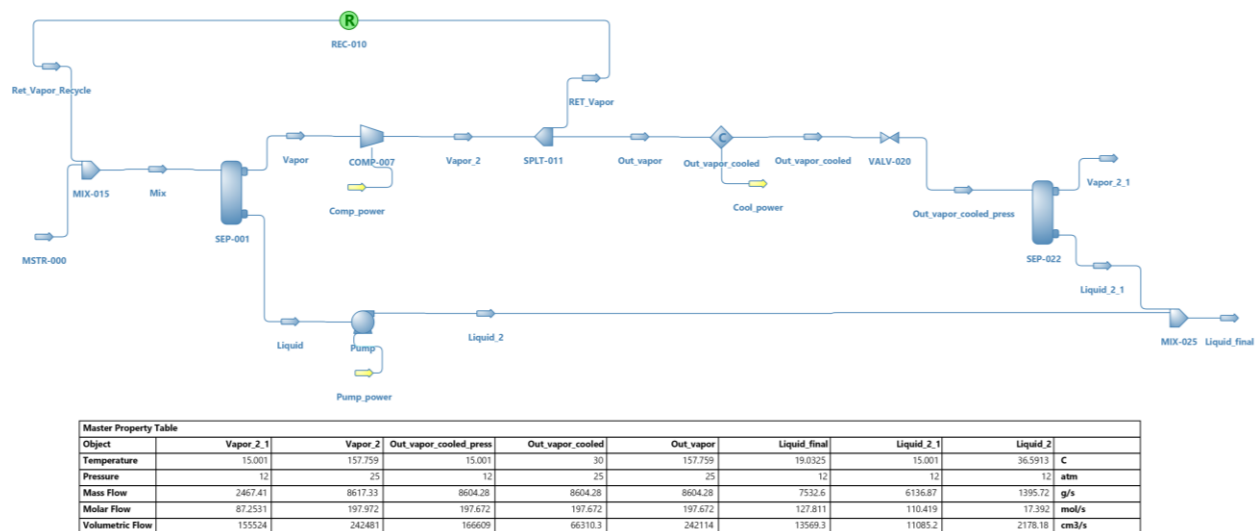 R
REC-010
Ret_Vapor_Recycle
RET_Vapor
Vapor
COMP-007
Vapor_2
SPLT-011
Out_vapor
C
Out_vapor_cooled
Out_vapor_cooled
VALV-020
Vapor_2_1
MIX-015
Mix
Comp_power
Cool_power
Out_vapor_cooled_press
SEP-001
MSTR-000
SEP-022
Liquid_2_1
Liquid
Pump
Liquid_2
MIX-025
Liquid_final
Pump_power
Master Property Table
Object Vapor_2_1 Vapor_2 Out_vapor_cooled_press Out_vapor_cooled Out_vapor Liquid_final Liquid_2_1 Liquid_2
Temperature 15.001 157.759 15.001 30 157.759 19.0325 15.001 36.5913 C
Pressure 12 25 12 25 25 12 12 12 atm
Mass Flow 2467.41 8617.33 8604.28 8604.28 8604.28 7532.6 6136.87 1395.72 g/s
Molar Flow 87.2531 197.972 197.672 197.672 197.672 127.811 110.419 17.392 mol/s
Volumetric Flow 155524 242481 166609 66310.3 242114 13569.3 11085.2 2178.18 cm3/s